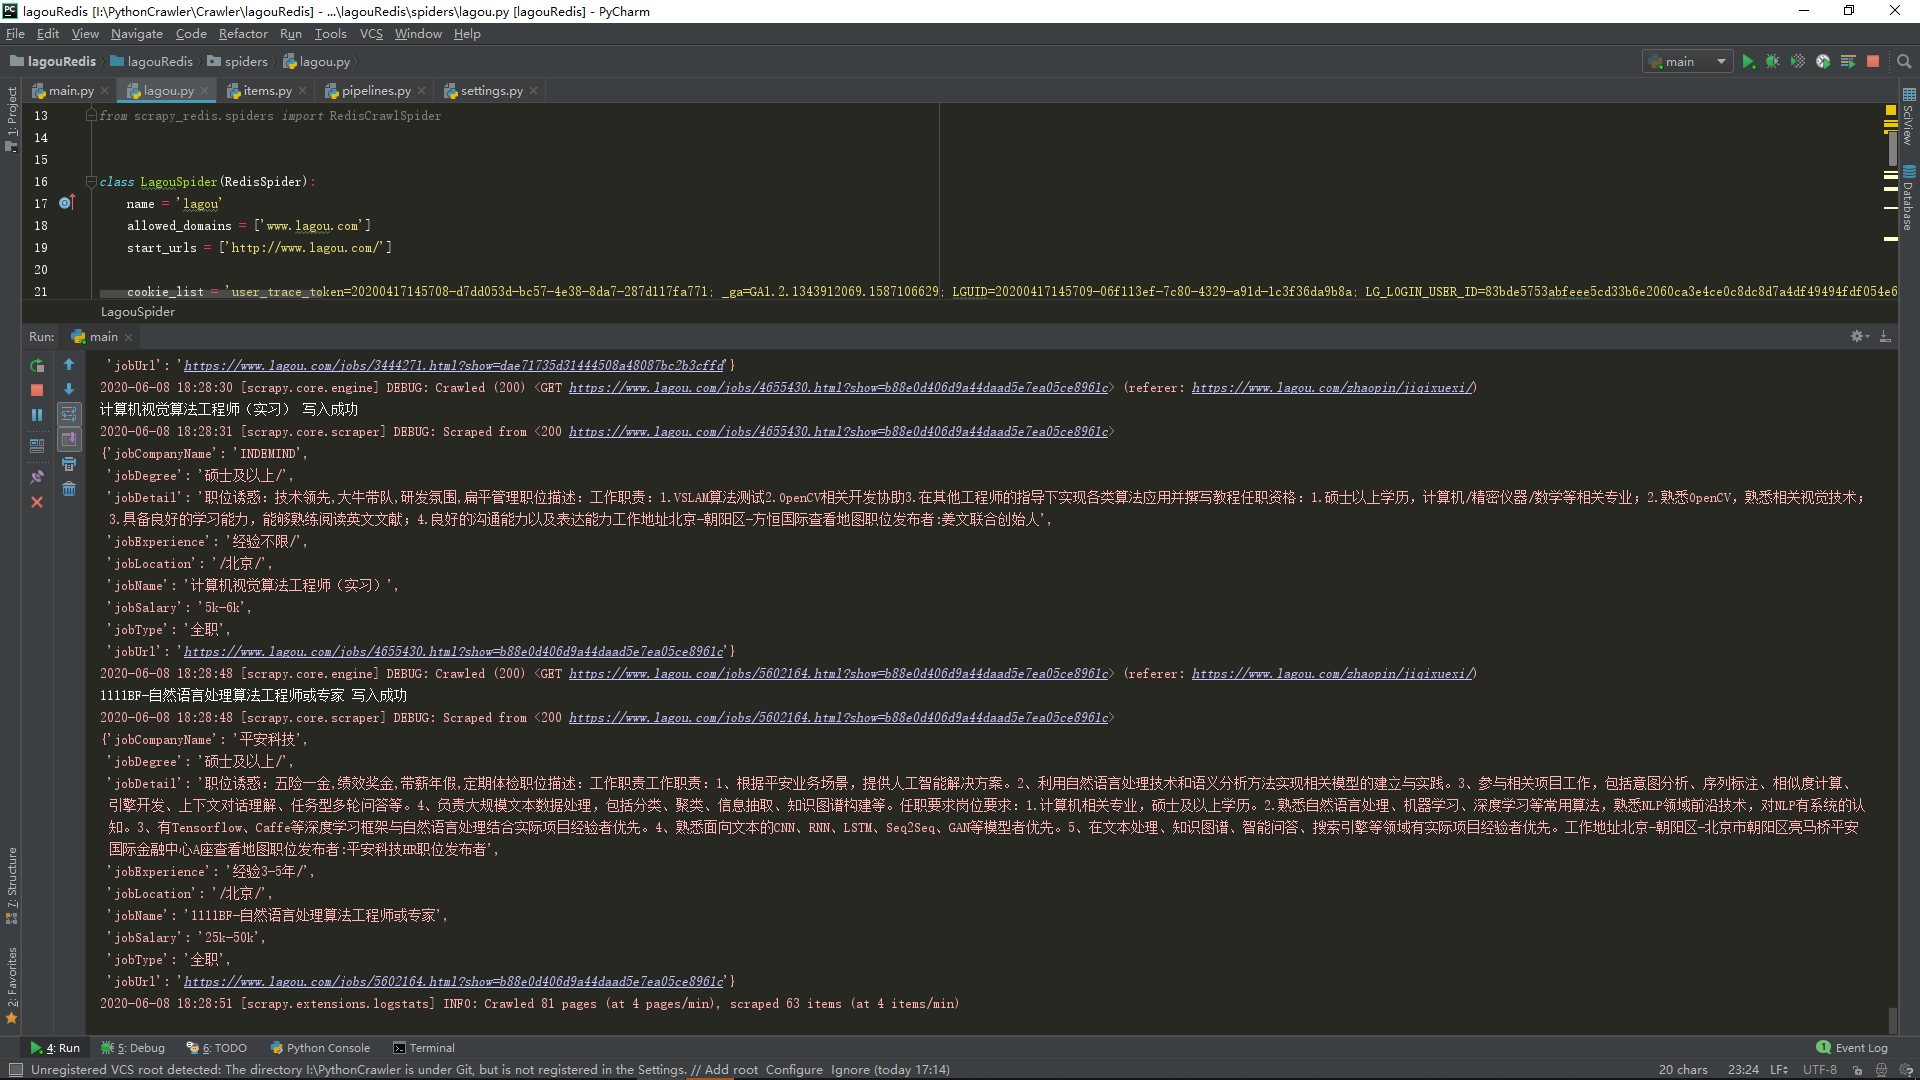 lagouRedis [I:\PythonCrawler\Crawler\lagouRedis] - ...\lagouRedis\spiders\lagou.py [lagouRedis] - PyCharm
File Edit View Navigate Code Refactor Run Tools VCS Window Help
lagouRedis lagouRedis spiders lagou.py main
main.py lagou.py items.py pipelines.py settings.py
1: Project
SciView
Database
13 from scrapy_redis.spiders import RedisCrawlSpider
14
15
16 class LagouSpider(RedisSpider):
17 name = 'lagou'
18 allowed_domains = ['www.lagou.com']
19 start_urls = ['http://www.lagou.com/']
20
21 cookie_list = 'user_trace_token=20200417145708-d7dd053d-bc57-4e38-8da7-287d117fa771; _ga=GA1.2.1343912069.1587106629; LGUID=20200417145709-06f113ef-7c80-4329-a91d-1c3f36da9b8a; LG_LOGIN_USER_ID=83bde5753abfeee5cd33b6e2060ca3e4ce0c8dc8d7a4df49494fdf054e6
LagouSpider
Run: main
'jobUrl': 'https://www.lagou.com/jobs/3444271.html?show=dae71735d31444508a48087bc2b3cffd'}
2020-06-08 18:28:30 [scrapy.core.engine] DEBUG: Crawled (200) <GET https://www.lagou.com/jobs/4655430.html?show=b88e0d406d9a44daad5e7ea05ce8961c> (referer: https://www.lagou.com/zhaopin/jiqixuexi/)
计算机视觉算法工程师（实习） 写入成功
2020-06-08 18:28:31 [scrapy.core.scraper] DEBUG: Scraped from <200 https://www.lagou.com/jobs/4655430.html?show=b88e0d406d9a44daad5e7ea05ce8961c>
{'jobCompanyName': 'INDEMIND',
'jobDegree': '硕士及以上/',
'jobDetail': '职位诱惑：技术领先,大牛带队,研发氛围,扁平管理职位描述：工作职责：1.VSLAM算法测试2.OpenCV相关开发协助3.在其他工程师的指导下实现各类算法应用并撰写教程任职资格：1.硕士以上学历，计算机/精密仪器/数学等相关专业；2.熟悉OpenCV，熟悉相关视觉技术；
3.具备良好的学习能力，能够熟练阅读英文文献；4.良好的沟通能力以及表达能力工作地址北京-朝阳区-方恒国际查看地图职位发布者:姜文联合创始人',
'jobExperience': '经验不限/',
'jobLocation': '/北京/',
'jobName': '计算机视觉算法工程师（实习）',
'jobSalary': '5k-6k',
'jobType': '全职',
'jobUrl': 'https://www.lagou.com/jobs/4655430.html?show=b88e0d406d9a44daad5e7ea05ce8961c'}
2020-06-08 18:28:48 [scrapy.core.engine] DEBUG: Crawled (200) <GET https://www.lagou.com/jobs/5602164.html?show=b88e0d406d9a44daad5e7ea05ce8961c> (referer: https://www.lagou.com/zhaopin/jiqixuexi/)
1111BF-自然语言处理算法工程师或专家 写入成功
2020-06-08 18:28:48 [scrapy.core.scraper] DEBUG: Scraped from <200 https://www.lagou.com/jobs/5602164.html?show=b88e0d406d9a44daad5e7ea05ce8961c>
{'jobCompanyName': '平安科技',
'jobDegree': '硕士及以上/',
'jobDetail': '职位诱惑：五险一金,绩效奖金,带薪年假,定期体检职位描述：工作职责工作职责：1、根据平安业务场景，提供人工智能解决方案。2、利用自然语言处理技术和语义分析方法实现相关模型的建立与实践。3、参与相关项目工作，包括意图分析、序列标注、相似度计算、
引擎开发、上下文对话理解、任务型多轮问答等。4、负责大规模文本数据处理，包括分类、聚类、信息抽取、知识图谱构建等。任职要求岗位要求：1.计算机相关专业，硕士及以上学历。2.熟悉自然语言处理、机器学习、深度学习等常用算法，熟悉NLP领域前沿技术，对NLP有系统的认
知。3、有Tensorflow、Caffe等深度学习框架与自然语言处理结合实际项目经验者优先。4、熟悉面向文本的CNN、RNN、LSTM、Seq2Seq、GAN等模型者优先。5、在文本处理、知识图谱、智能问答、搜索引擎等领域有实际项目经验者优先。工作地址北京-朝阳区-北京市朝阳区亮马桥平安
国际金融中心A座查看地图职位发布者:平安科技HR职位发布者',
'jobExperience': '经验3-5年/',
'jobLocation': '/北京/',
'jobName': '1111BF-自然语言处理算法工程师或专家',
'jobSalary': '25k-50k',
'jobType': '全职',
'jobUrl': 'https://www.lagou.com/jobs/5602164.html?show=b88e0d406d9a44daad5e7ea05ce8961c'}
2020-06-08 18:28:51 [scrapy.extensions.logstats] INFO: Crawled 81 pages (at 4 pages/min), scraped 63 items (at 4 items/min)
7: Structure
2: Favorites
4: Run 5: Debug 6: TODO Python Console Terminal 1 Event Log
Unregistered VCS root detected: The directory I:\PythonCrawler is under Git, but is not registered in the Settings. // Add root Configure Ignore (today 17:14) 20 chars 23:24 LF UTF-8